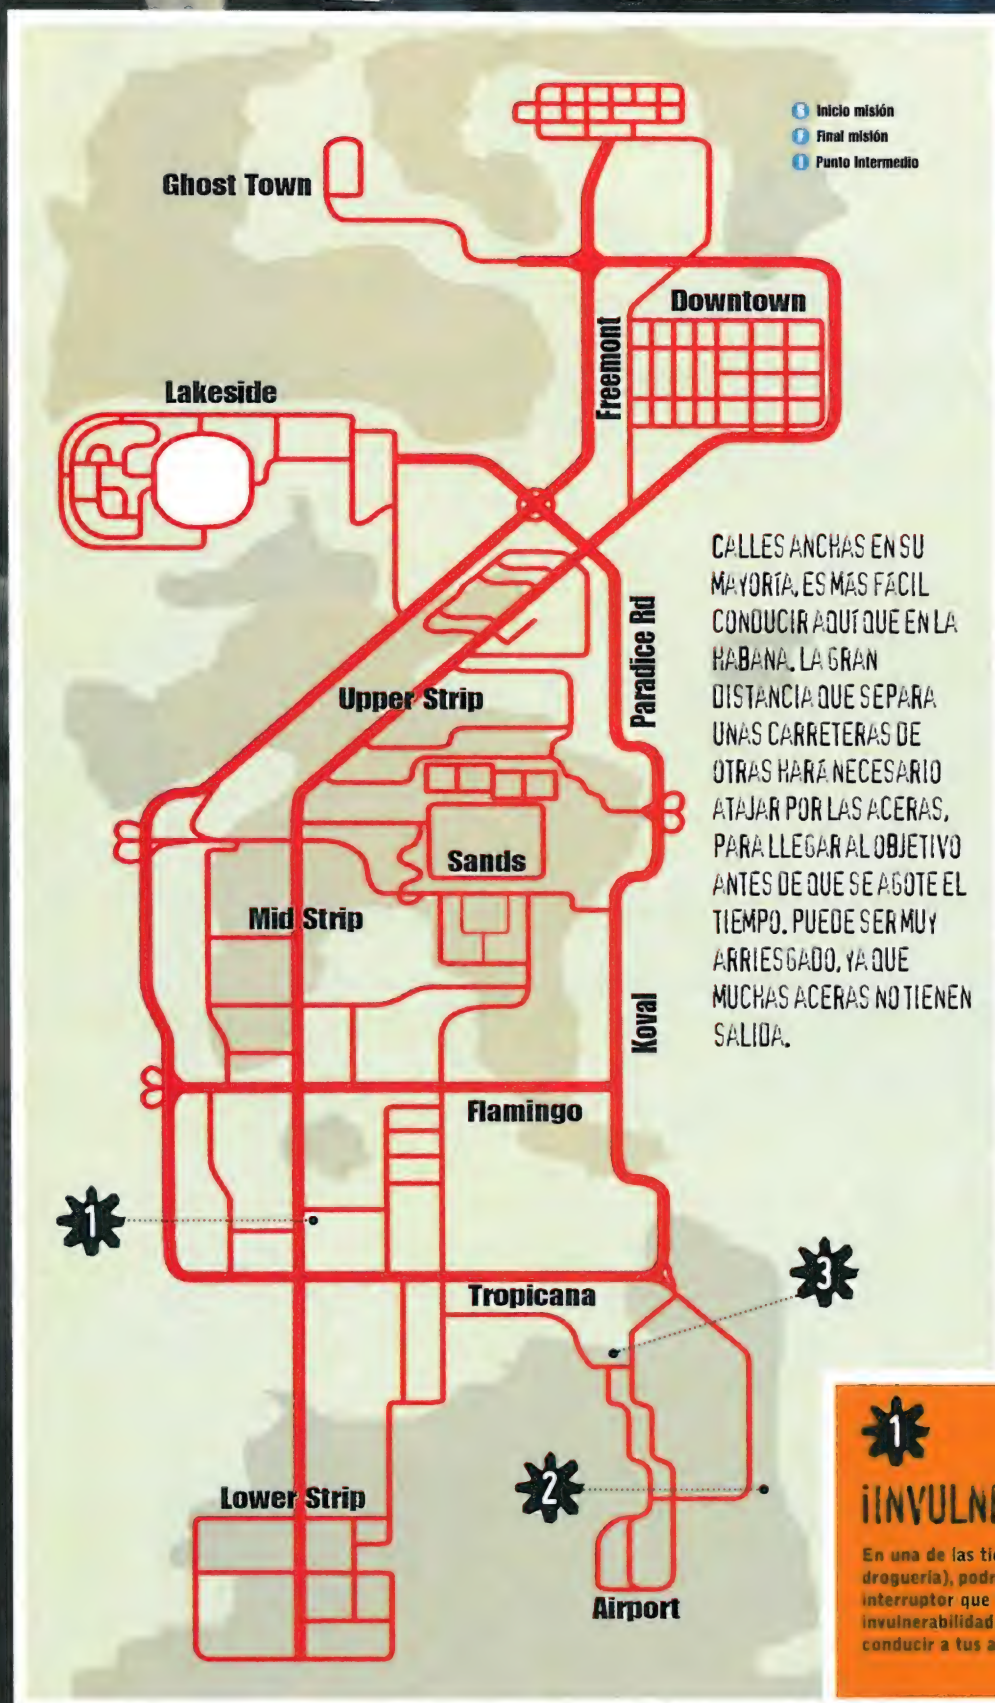 S Inicio misión
F Final misión
I Punto Intermedio
Ghost Town
Downtown
Freemont
Lakeside
CALLES ANCHAS EN SU
MAYORÍA. ES MÁS FÁCIL
CONDUCIR AQUÍ QUE EN LA
HABANA. LA GRAN
DISTANCIA QUE SEPARA
UNAS CARRETERAS DE
OTRAS HARÁ NECESARIO
ATAJAR POR LAS ACERAS,
PARA LLEGAR AL OBJETIVO
ANTES DE QUE SE AGOTE EL
TIEMPO. PUEDE SER MUY
ARRIESGADO, YA QUE
MUCHAS ACERAS NO TIENEN
SALIDA.
Paradice Rd
Upper Strip
Sands
Mid Strip
Koval
Flamingo
1
3
Tropicana
2
Lower Strip
Airport
1
¡INVULNE
En una de las tie
droguería), podr
interruptor que
invulnerabilidad
conducir a tus a